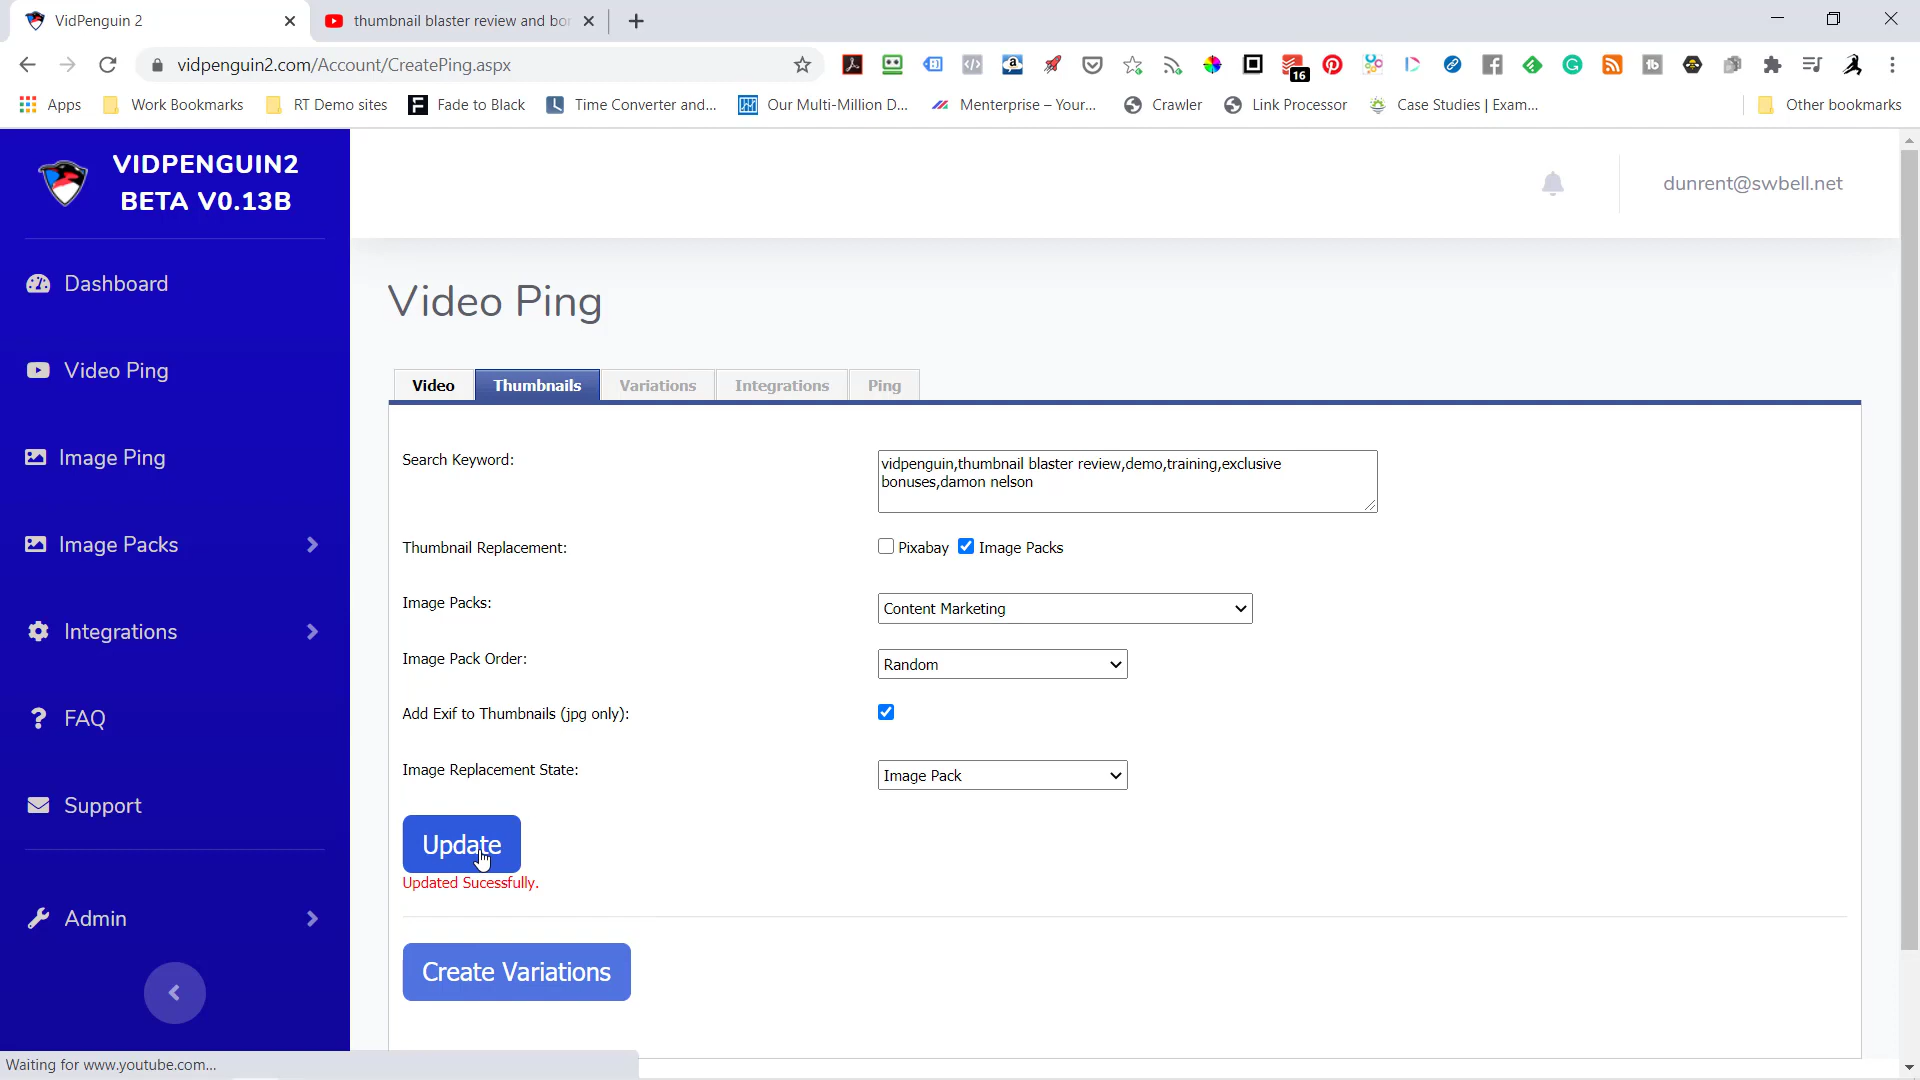 VidPenguin 2
thumbnail blaster review and bor
vidpenguin2.com/Account/CreatePing.aspx
16
Apps
Work Bookmarks
RT Demo sites
Fade to Black
Time Converter and...
Our Multi-Million D...
Menterprise – Your...
Crawler
Link Processor
Case Studies | Exam...
Other bookmarks
VIDPENGUIN2
BETA V0.13B
dunrent@swbell.net
Dashboard
Video Ping
Image Ping
Image Packs
Integrations
FAQ
Support
Admin
Video Ping
Video
Thumbnails
Variations
Integrations
Ping
Search Keyword:
vidpenguin,thumbnail blaster review,demo,training,exclusive
bonuses,damon nelson
Thumbnail Replacement:
Pixabay
Image Packs
Image Packs:
Content Marketing
Image Pack Order:
Random
Add Exif to Thumbnails (jpg only):
Image Replacement State:
Image Pack
Update
Updated Sucessfully.
Create Variations
Waiting for www.youtube.com...